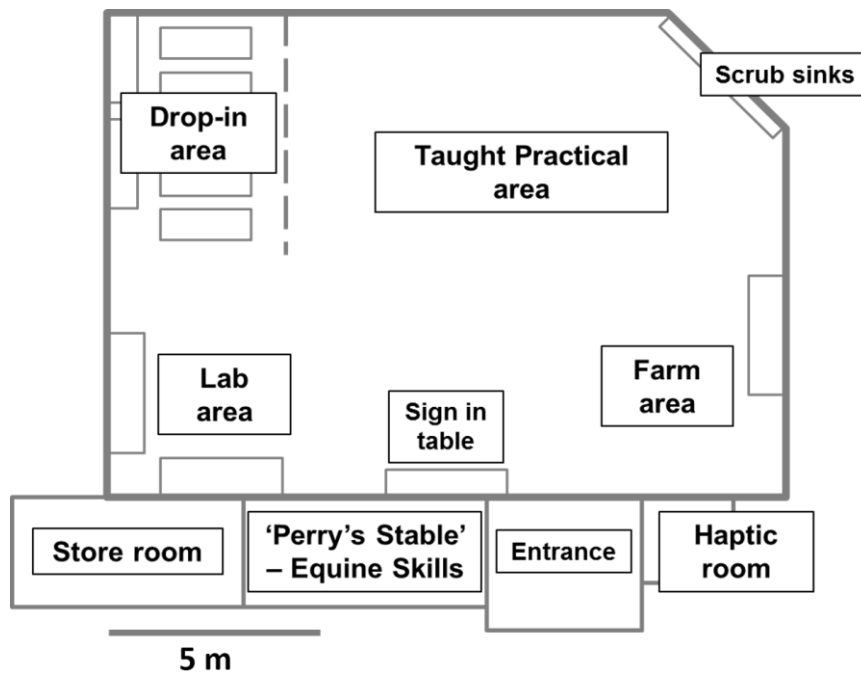 Scrub sinks
Drop-in
area
Taught Practical
area
Lab
area
Sign in
table
Farm
area
Store room
‘Perry’s Stable’
– Equine Skills
Entrance
Haptic
room
5 m